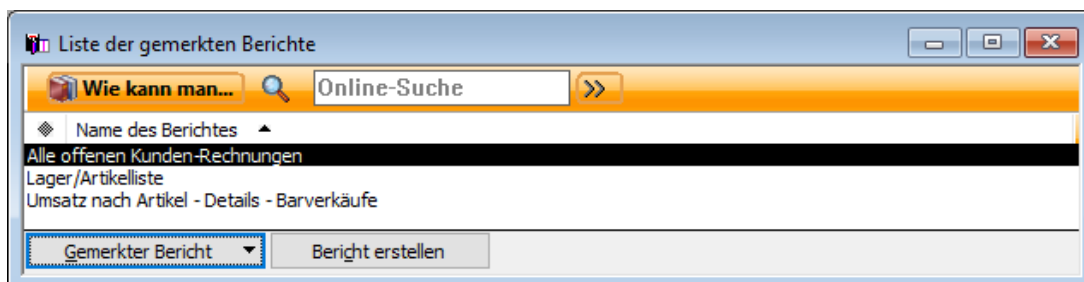 Liste der gemerkten Berichte
Wie kann man... Online-Suche
Name des Berichtes
Alle offenen Kunden-Rechnungen
Lager/Artikelliste
Umsatz nach Artikel - Details - Barverkäufe
Gemerkter Bericht Bericht erstellen